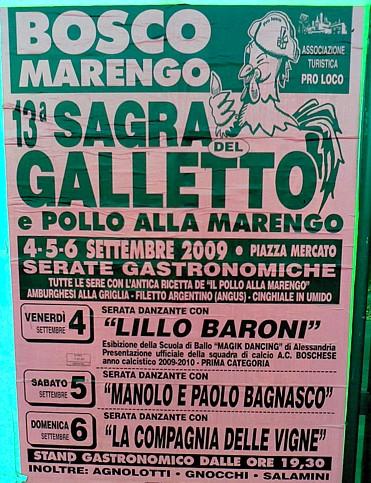 BOSCO
MARENGO
ASSOCIAZIONE
TURISTICA
PRO LOCO
13ª SAGRA
DEL
GALLETTO
e POLLO ALLA MARENGO
4-5-6 SETTEMBRE 2009 • PIAZZA MERCATO
SERATE GASTRONOMICHE
TUTTE LE SERE CON L'ANTICA RICETTA DE "IL POLLO ALLA MARENGO"
AMBURGHESI ALLA GRIGLIA - FILETTO ARGENTINO (ANGUS) - CINGHIALE IN UMIDO
VENERDÌ 4
SETTEMBRE
SERATA DANZANTE CON
"LILLO BARONI"
Esibizione della Scuola di Ballo "MAGIK DANCING" di Alessandria
Presentazione ufficiale della squadra di calcio A.C. BOSCHESE
anno calcistico 2009-2010 - PRIMA CATEGORIA
SABATO 5
SETTEMBRE
SERATA DANZANTE CON
"MANOLO E PAOLO BAGNASCO"
DOMENICA 6
SETTEMBRE
SERATA DANZANTE CON
"LA COMPAGNIA DELLE VIGNE"
STAND GASTRONOMICO DALLE ORE 19,30
INOLTRE: AGNOLOTTI - GNOCCHI - SALAMINI